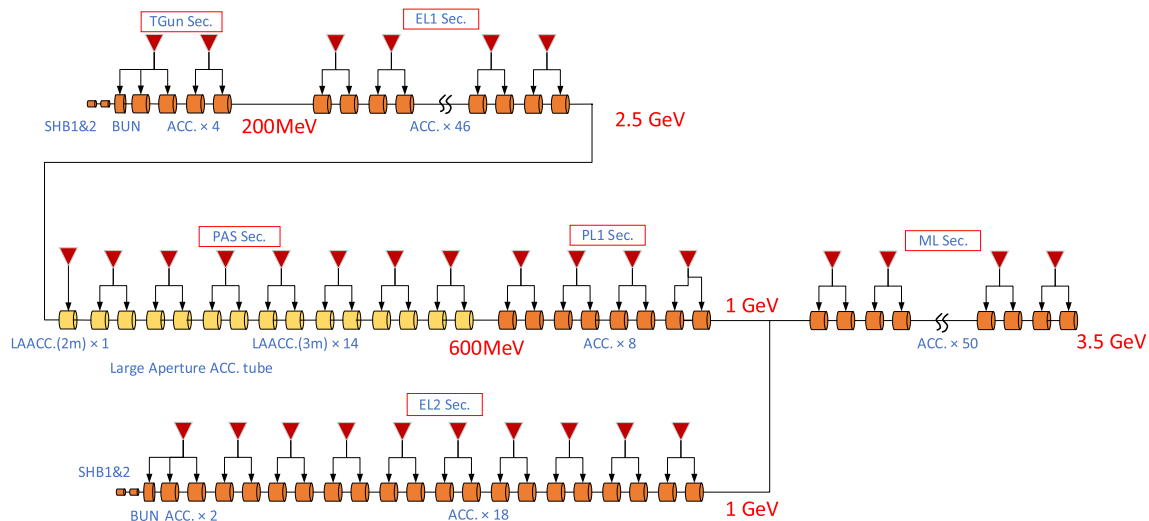 TGun Sec.
EL1 Sec.
SHB1&2
BUN
ACC. × 4
200MeV
ACC. × 46
2.5 GeV
PAS Sec.
PL1 Sec.
ML Sec.
1 GeV
LAACC.(2m) × 1
LAACC.(3m) × 14
600MeV
ACC. × 8
ACC. × 50
3.5 GeV
Large Aperture ACC. tube
EL2 Sec.
SHB1&2
BUN
ACC. × 2
ACC. × 18
1 GeV